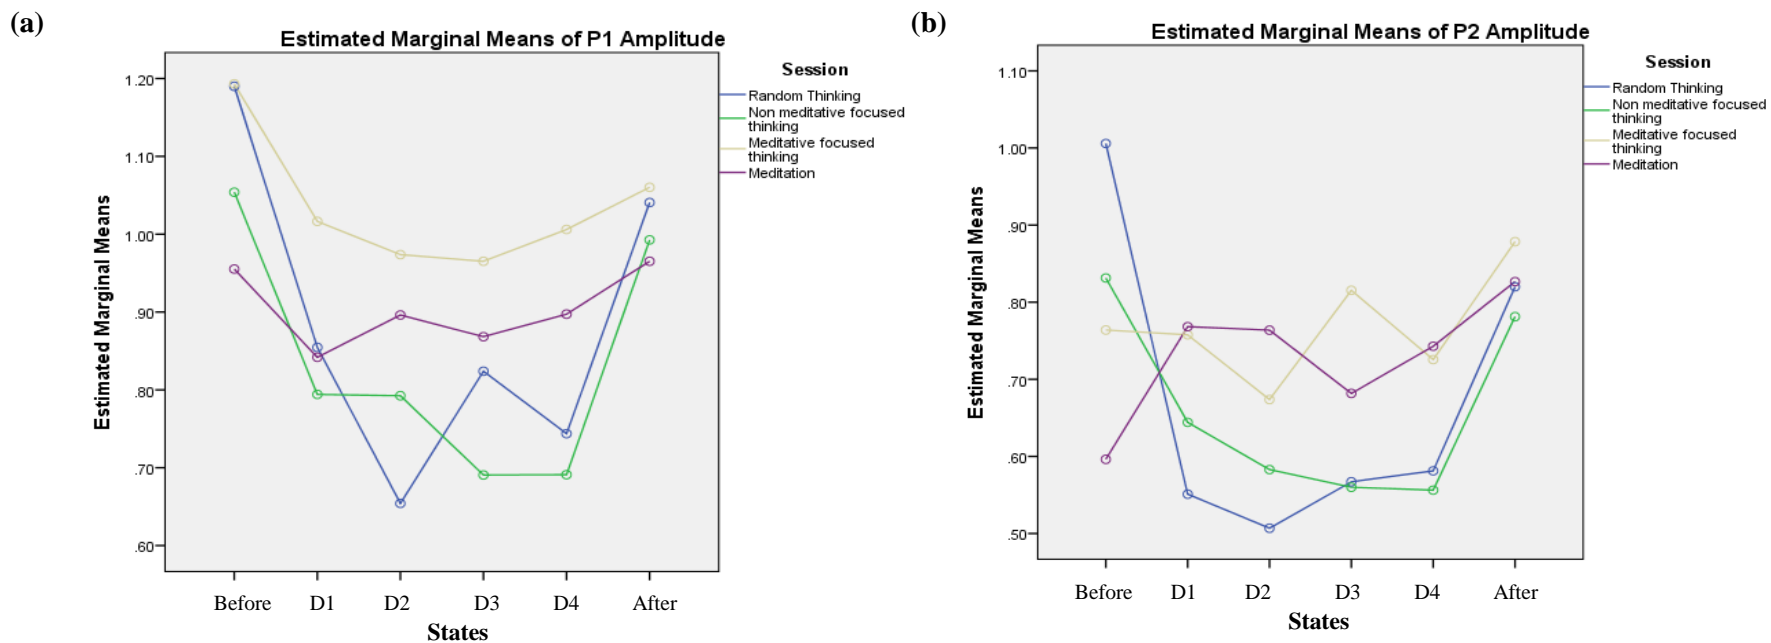 (a)
Estimated Marginal Means of P1 Amplitude
Estimated Marginal Means
1.20
1.10
1.00
.90
.80
.70
.60
Before D1 D2 D3 D4 After
States
Session
Random Thinking
Non meditative focused
thinking
Meditative focused
thinking
Meditation
(b)
Estimated Marginal Means of P2 Amplitude
Estimated Marginal Means
1.10
1.00
.90
.80
.70
.60
.50
Before D1 D2 D3 D4 After
States
Session
Random Thinking
Non meditative focused
thinking
Meditative focused
thinking
Meditation